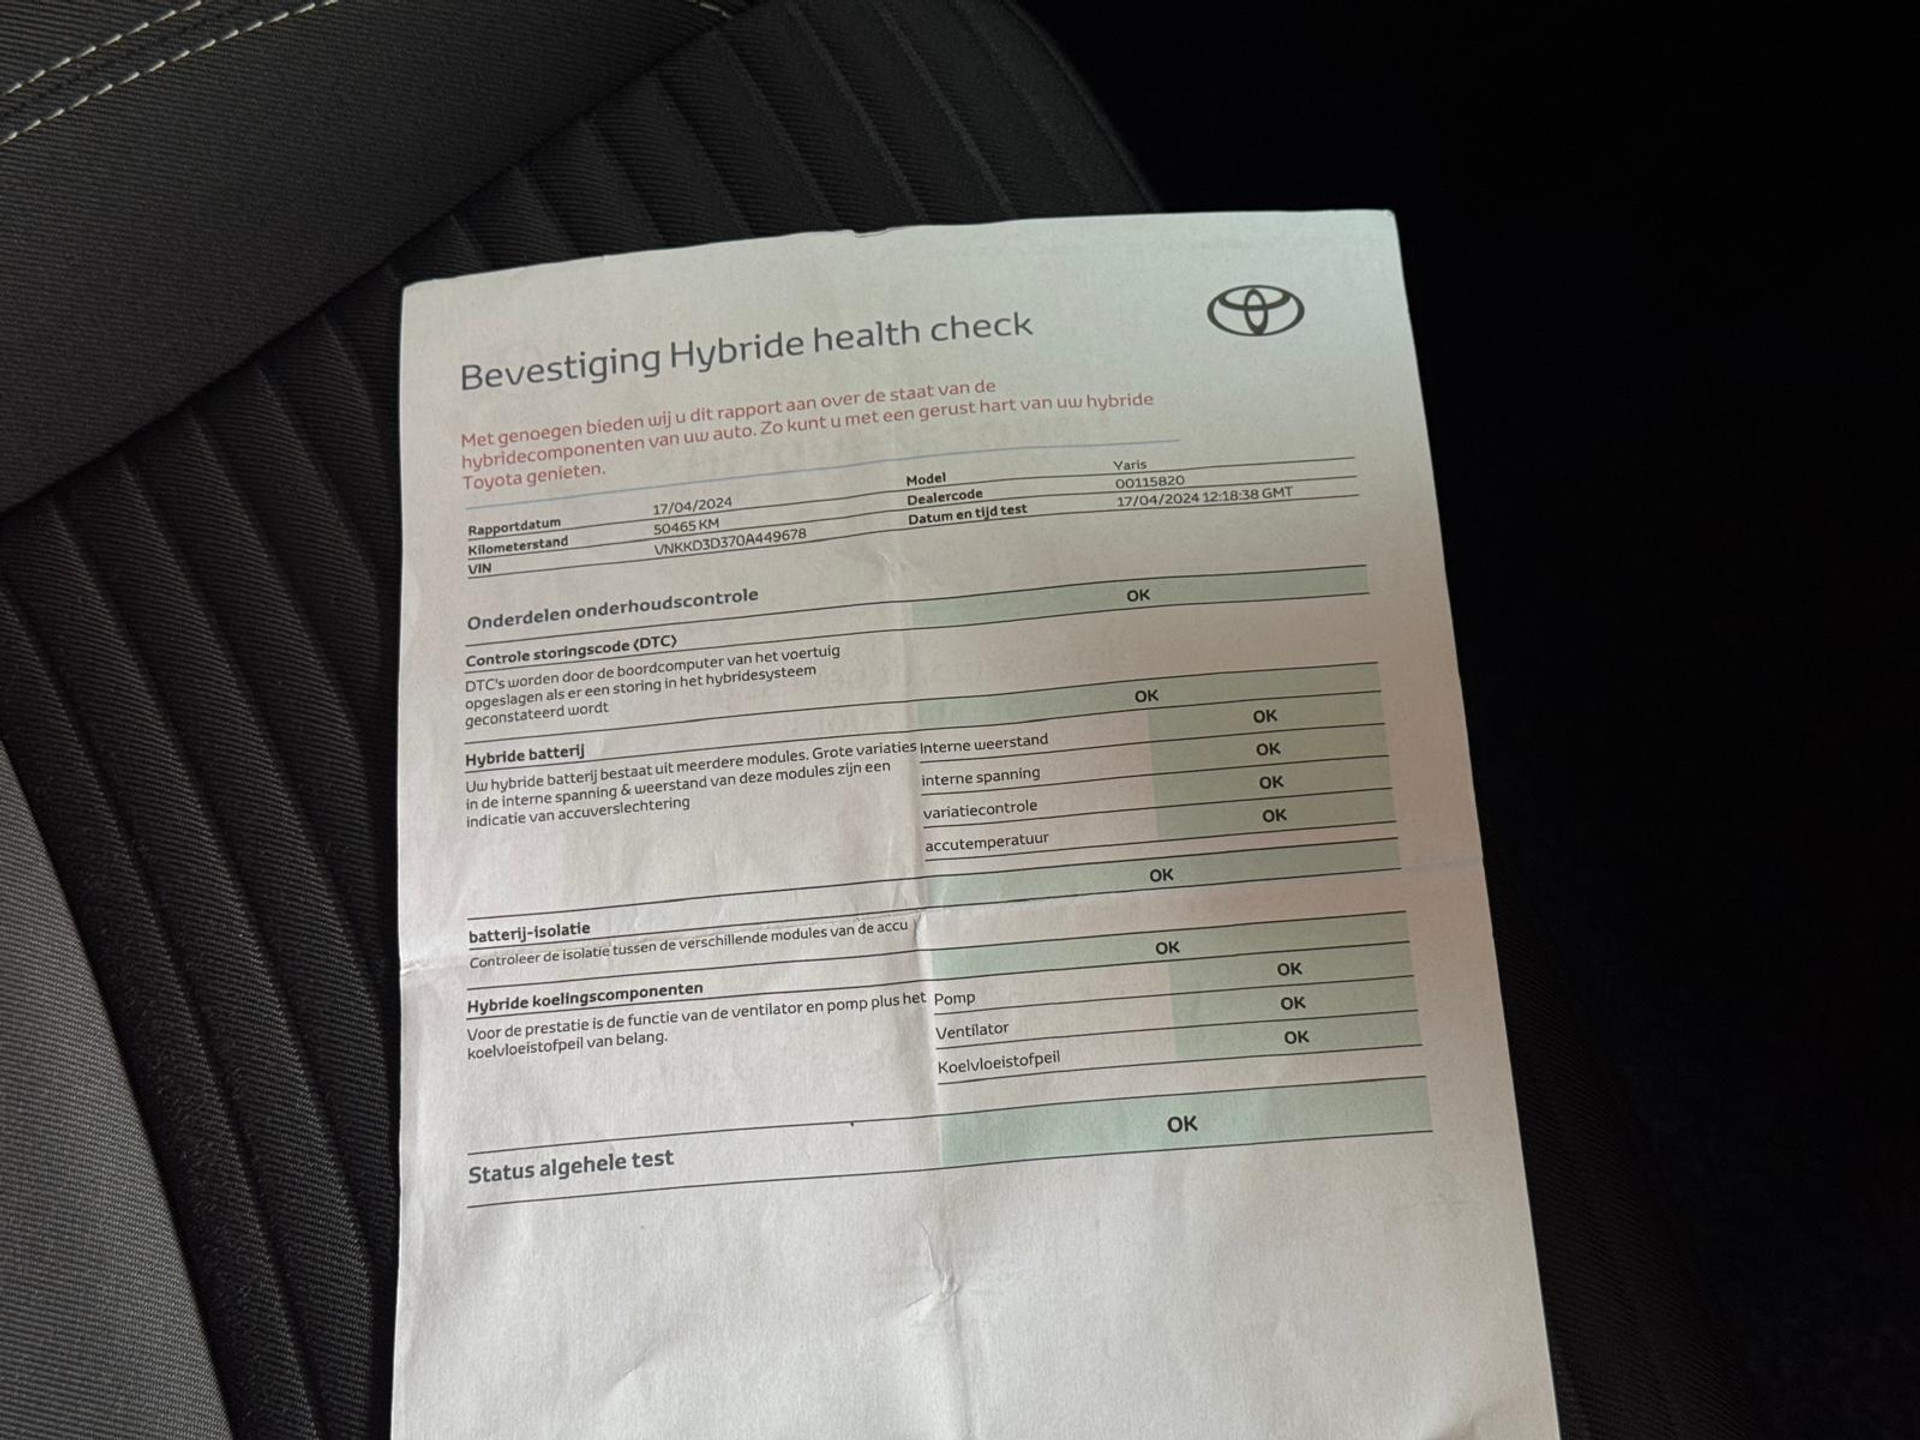 Bevestiging Hybride health check
Met genoegen bieden wij u dit rapport aan over de staat van de
hybridecomponenten van uw auto. Zo kunt u met een gerust hart van uw hybride
Toyota genieten.
Rapportdatum 17/04/2024 Model Yaris
Kilometerstand 50465 KM Dealercode 00115820
VIN VNKKD3D370A449678 Datum en tijd test 17/04/2024 12:18:38 GMT
Onderdelen onderhoudscontrole
Controle storingscode (DTC) OK
DTC's worden door de boordcomputer van het voertuig
opgeslagen als er een storing in het hybridesysteem
geconstateerd wordt
Hybride batterij OK
Uw hybride batterij bestaat uit meerdere modules. Grote variaties
in de interne spanning & weerstand van deze modules zijn een
indicatie van accuverslechtering
Interne weerstand OK
interne spanning OK
variatiecontrole OK
accutemperatuur OK
batterij-isolatie OK
Controleer de isolatie tussen de verschillende modules van de accu
Hybride koelingscomponenten OK
Voor de prestatie is de functie van de ventilator en pomp plus het
koelvloeistofpeil van belang.
Pomp OK
Ventilator OK
Koelvloeistofpeil OK
Status algehele test OK